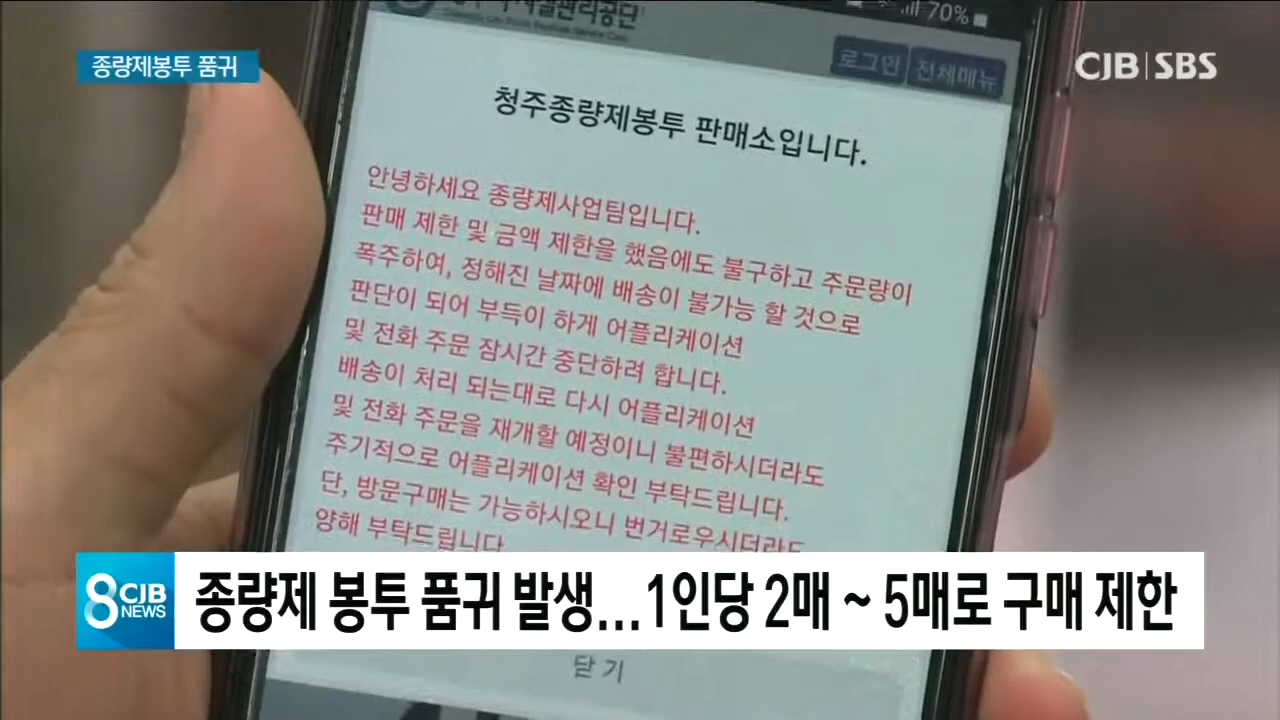 종량제봉투 품귀
CJB SBS
70%
로그인 전체메뉴
청주종량제봉투 판매소입니다.
안녕하세요 종량제사업팀입니다.
판매 제한 및 금액 제한을 했음에도 불구하고 주문량이
폭주하여, 정해진 날짜에 배송이 불가능 할 것으로
판단이 되어 부득이 하게 어플리케이션
및 전화 주문 잠시간 중단하려 합니다.
배송이 처리 되는대로 다시 어플리케이션
및 전화 주문을 재개할 예정이니 불편하시더라도
주기적으로 어플리케이션 확인 부탁드립니다.
단, 방문구매는 가능하시오니 번거로우시더라도
양해 부탁드립니다
8 CJB NEWS
종량제 봉투 품귀 발생...1인당 2매 ~ 5매로 구매 제한
닫 기